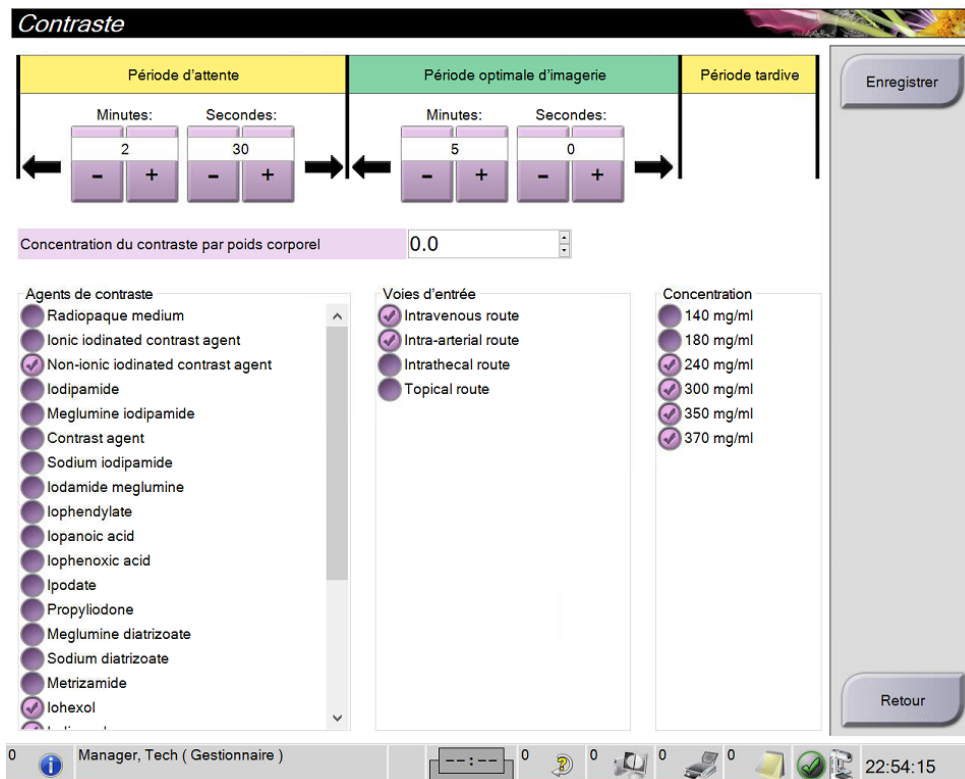 Contraste
Période d'attente
Période optimale d'imagerie
Période tardive
Enregistrer
Minutes:
Secondes:
Minutes:
Secondes:
2
30
5
0
- + - + - + - +
Concentration du contraste par poids corporel
0.0
Agents de contraste
Radiopaque medium
Ionic iodinated contrast agent
Non-ionic iodinated contrast agent
Iodipamide
Meglumine iodipamide
Contrast agent
Sodium iodipamide
Iodamide meglumine
Iophendylate
Iopanoic acid
Iophenoxic acid
Ipodate
Propyliodone
Meglumine diatrizoate
Sodium diatrizoate
Metrizamide
Iohexol
Voies d'entrée
Intravenous route
Intra-arterial route
Intrathecal route
Topical route
Concentration
140 mg/ml
180 mg/ml
240 mg/ml
300 mg/ml
350 mg/ml
370 mg/ml
Retour
0 Manager, Tech ( Gestionnaire ) --:-- 0 0 0 0 22:54:15